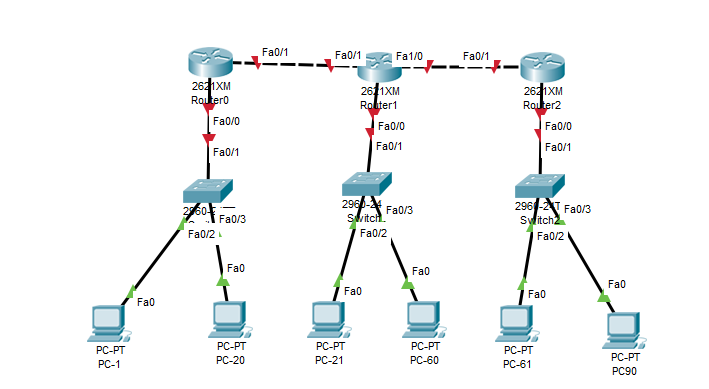 Fa0/1
Fa0/1
Fa1/0
Fa0/1
2621XM
Router0
2621XM
Router1
2621XM
Router2
Fa0/0
Fa0/1
Fa0/0
Fa0/1
Fa0/0
Fa0/1
Fa0/3
Fa0/2
2960-24
Switch
Fa0/3
Fa0/2
2960-24T
Switch2
Fa0/3
Fa0/2
Fa0
Fa0
Fa0
Fa0
Fa0
Fa0
PC-PT
PC-1
PC-PT
PC-20
PC-PT
PC-21
PC-PT
PC-60
PC-PT
PC-61
PC-PT
PC90